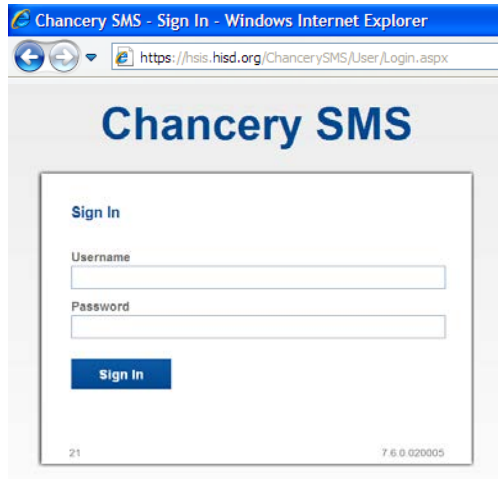 Chancery SMS - Sign In - Windows Internet Explorer
https://hsis.hisd.org/ChancerySMS/User/Login.aspx
Chancery SMS
Sign In
Username
Password
Sign In
21 7.6.0.020005